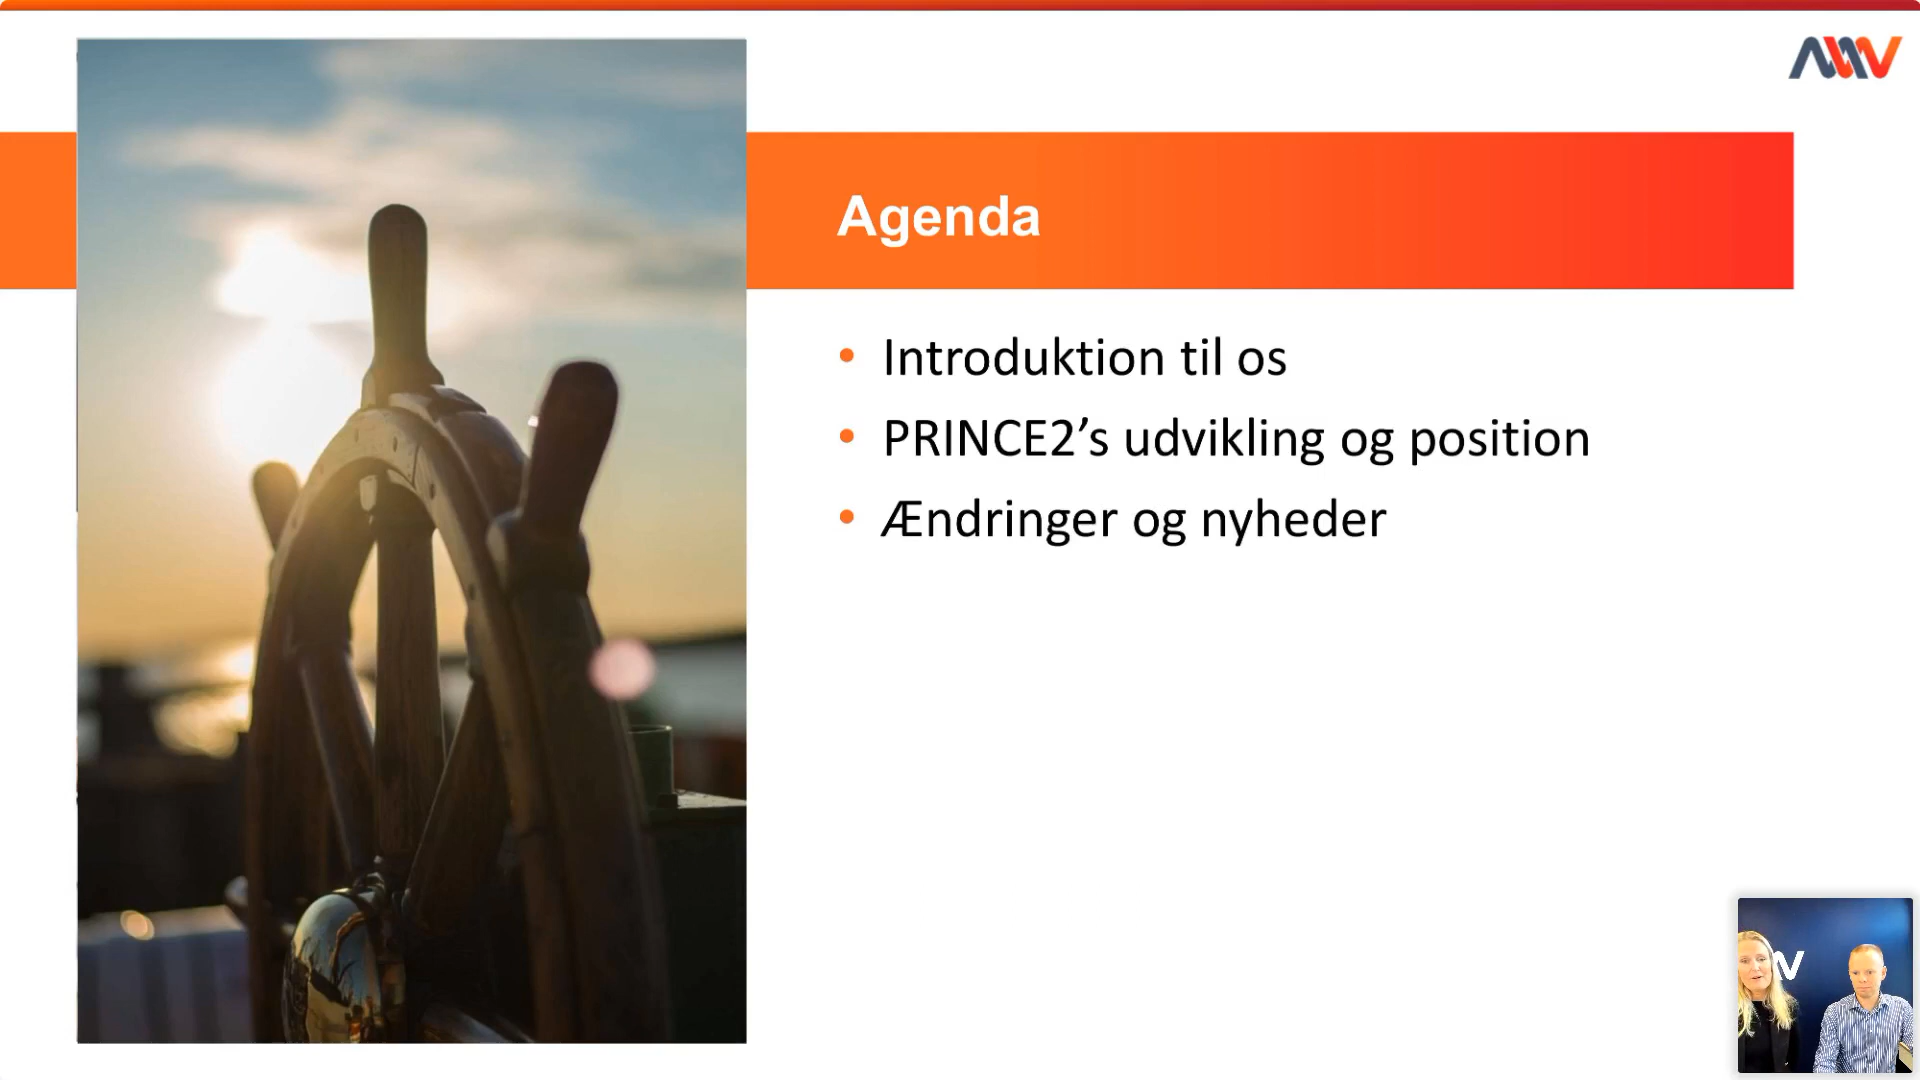 Agenda
• Introduktion til os
• PRINCE2’s udvikling og position
• Ændringer og nyheder